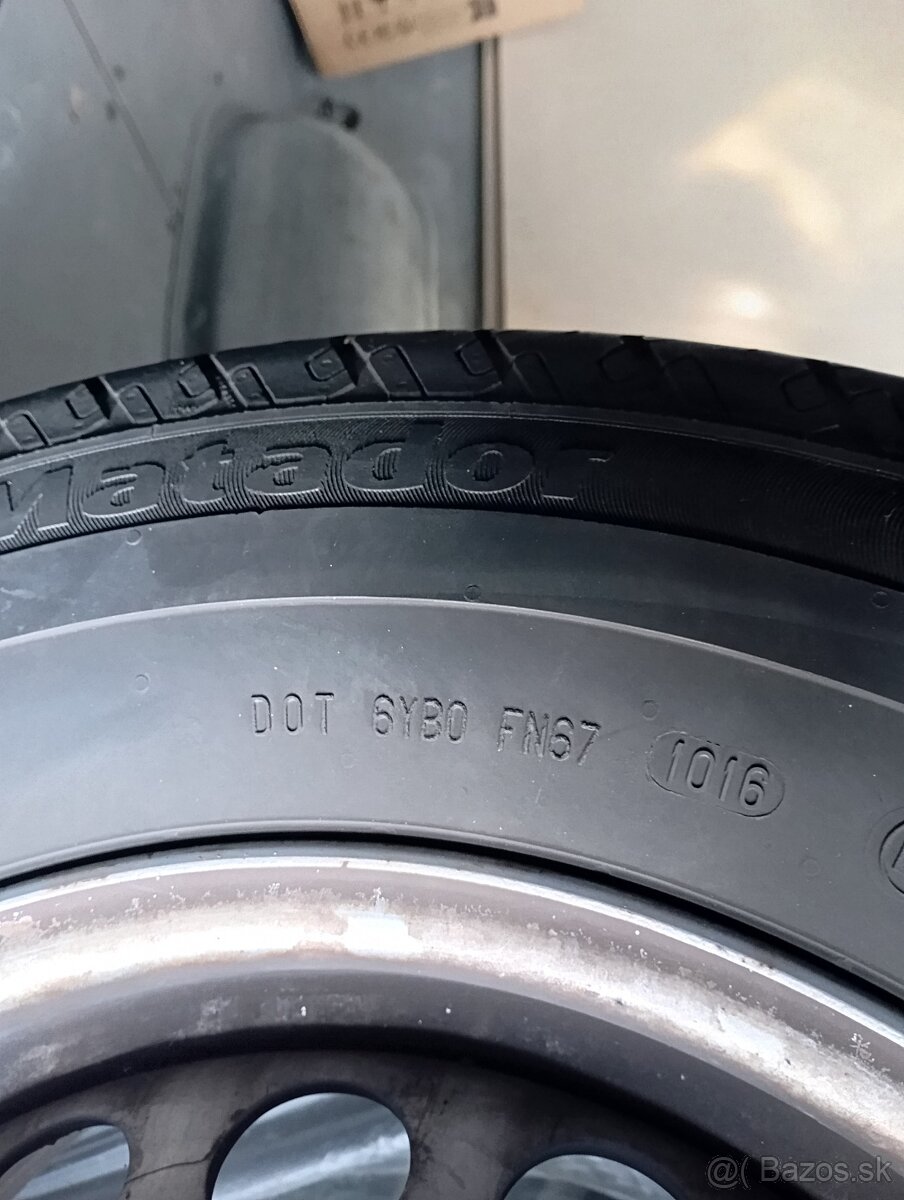 Matador
DOT 6YB0 FN67 1016
@( Bazos.sk